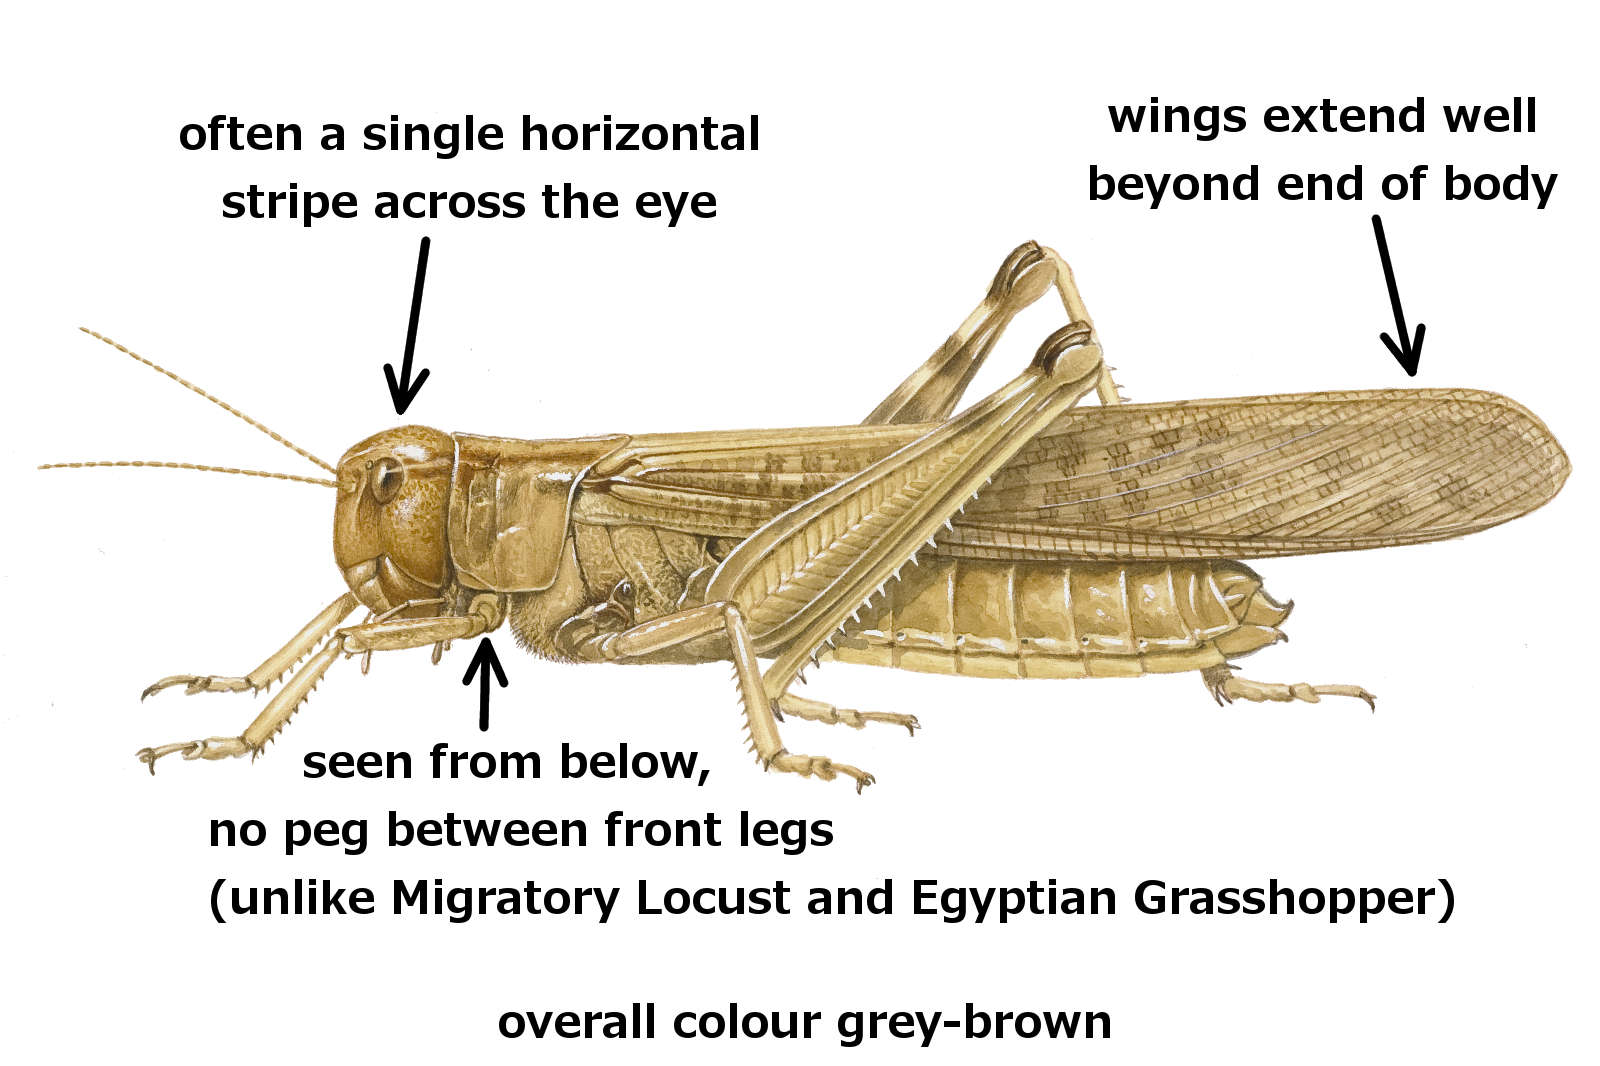 often a single horizontal
stripe across the eye
wings extend well
beyond end of body
seen from below,
no peg between front legs
(unlike Migratory Locust and Egyptian Grasshopper)
overall colour grey-brown